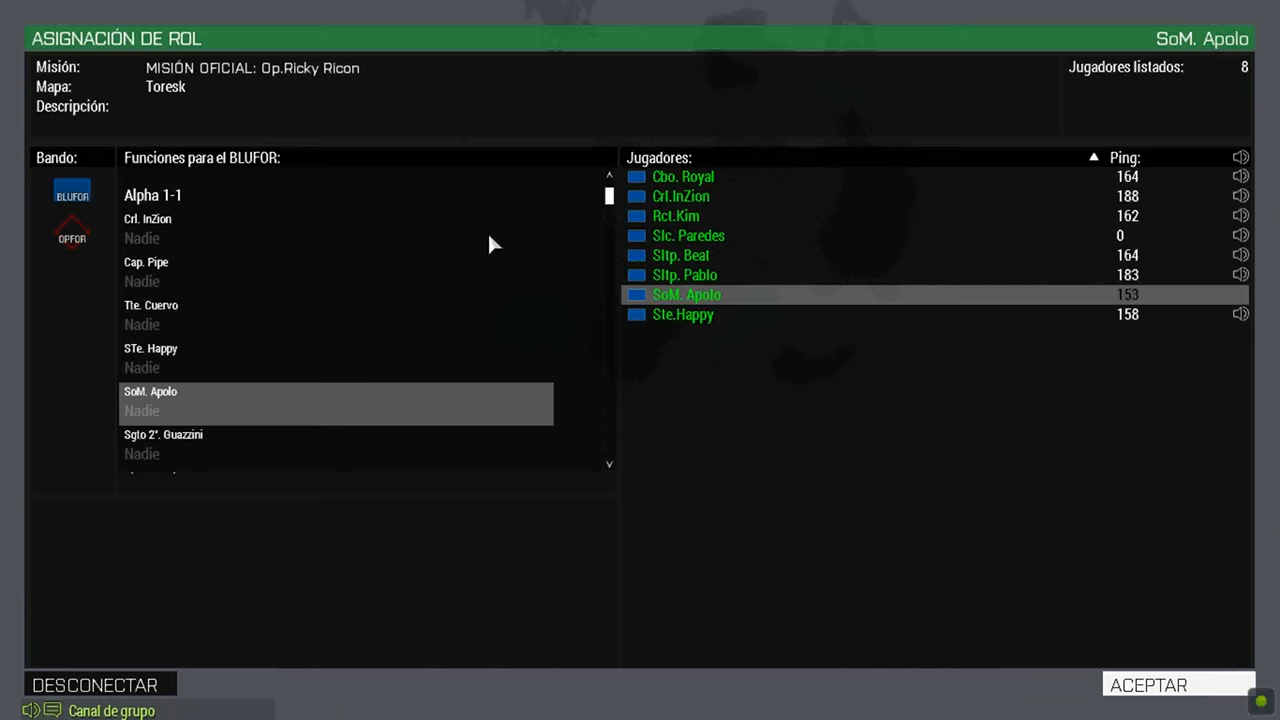 ASIGNACIÓN DE ROL
SoM. Apolo
Misión: MISIÓN OFICIAL: Op.Ricky Ricon
Jugadores listados: 8
Mapa: Toresk
Descripción:
Bando:
BLUFOR
OPFOR
Funciones para el BLUFOR:
Alpha 1-1
Crl. InZion
Nadie
Cap. Pipe
Nadie
Tte. Cuervo
Nadie
STe. Happy
Nadie
SoM. Apolo
Nadie
Sgto 2°. Guazzini
Nadie
Jugadores: Ping:
Cbo. Royal 164
Crl.InZion 188
Rct.Kim 162
Slc. Paredes 0
Sltp. Beat 164
Sltp. Pablo 183
SoM. Apolo 153
Ste.Happy 158
DESCONECTAR
ACEPTAR
Canal de grupo